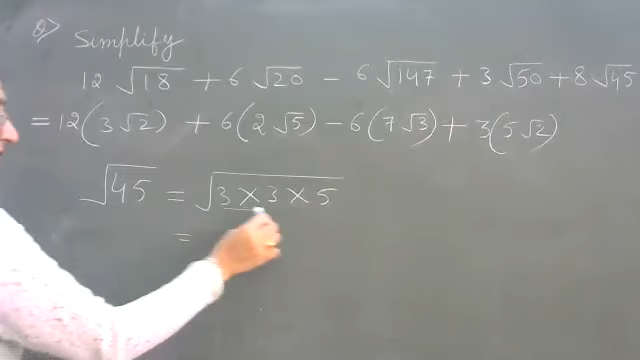 Q> Simplify
12 √18 + 6 √20 - 6 √147 + 3 √50 + 8 √45
= 12(3√2) + 6(2√5) - 6(7√3) + 3(5√2)
√45 = √3×3×5
=